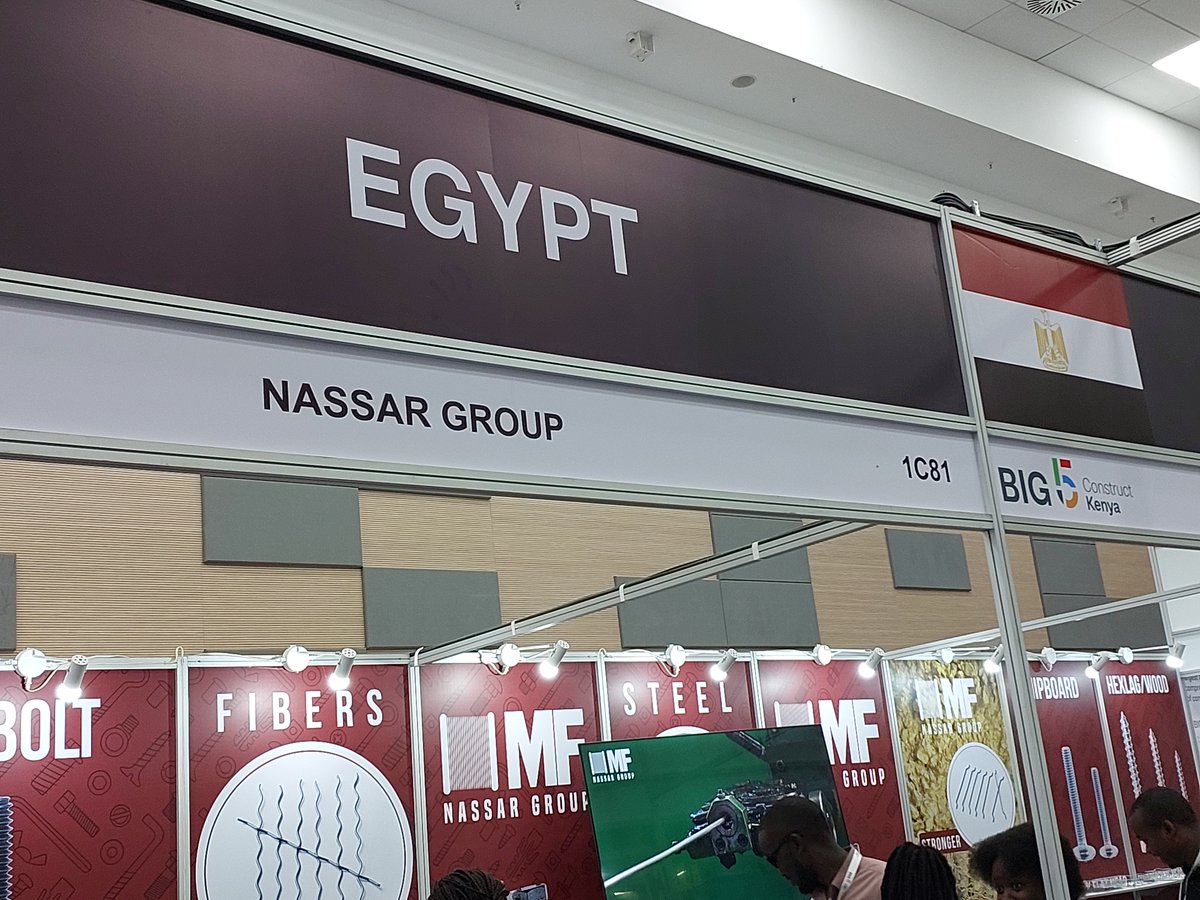 EGYPT
NASSAR GROUP
1C81
BIG 5 Construct
Kenya
BOLT
FIBERS
MF
NASSAR GROUP
STEEL
MF
NASSAR GROUP
MF
GROUP
MF
NASSAR GROUP
STRONGER
IPBOARD
HEXLAG/WOOD